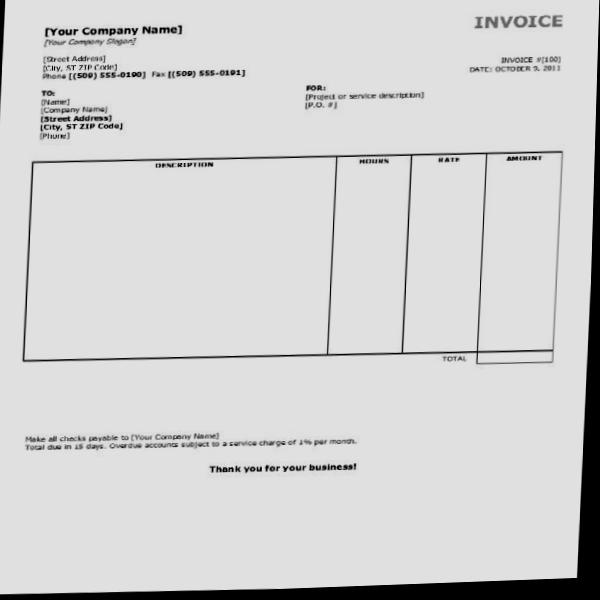 [Your Company Name]
INVOICE
[Your Company Slogan]
[Street Address]
INVOICE #[100]
[City, ST ZIP Code]
DATE: OCTOBER 9, 2011
Phone [(509) 555-0190] Fax [(509) 555-0191]
TO:
FOR:
[Name]
[Project or service description]
[Company Name]
[P.O. #]
[Street Address]
[City, ST ZIP Code]
[Phone]
DESCRIPTION HOURS RATE AMOUNT
TOTAL
Make all checks payable to [Your Company Name]
Total due in 15 days. Overdue accounts subject to a service charge of 1% per month.
Thank you for your business!